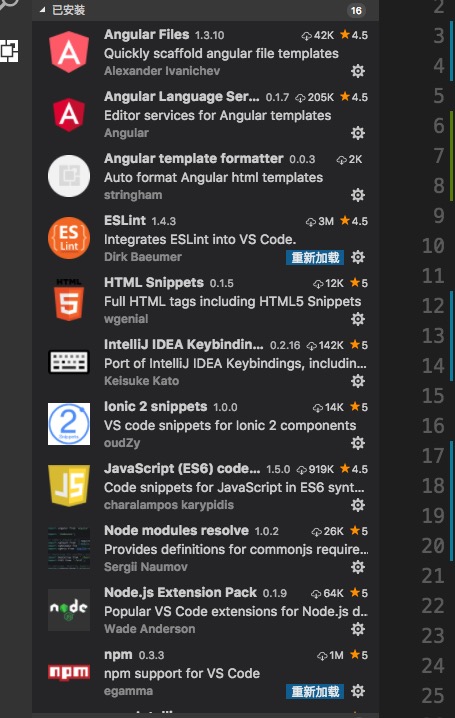 已安装 16
Angular Files 1.3.10 42K ★4.5
Quickly scaffold angular file templates
Alexander Ivanichev
Angular Language Ser... 0.1.7 205K ★4.5
Editor services for Angular templates
Angular
Angular template formatter 0.0.3 2K
Auto format Angular html templates
stringham
ESLint 1.4.3 3M ★4.5
Integrates ESLint into VS Code.
Dirk Baeumer 重新加载
HTML Snippets 0.1.5 12K ★5
Full HTML tags including HTML5 Snippets
wgenial
IntelliJ IDEA Keybindin... 0.2.16 142K ★5
Port of IntelliJ IDEA Keybindings, includin...
Keisuke Kato
Ionic 2 snippets 1.0.0 14K ★5
VS code snippets for Ionic 2 components
oudZy
JavaScript (ES6) code... 1.5.0 919K ★4.5
Code snippets for JavaScript in ES6 synt...
charalampos karypidis
Node modules resolve 1.0.2 26K ★5
Provides definitions for commonjs require...
Sergii Naumov
Node.js Extension Pack 0.1.9 64K ★5
Popular VS Code extensions for Node.js d...
Wade Anderson
npm 0.3.3 1M ★5
npm support for VS Code
egamma 重新加载
A
A
ES
Lint
HTML
5
2
Snippets
JS
node
npm
2
3
4
5
6
7
8
9
10
11
12
13
14
15
16
17
18
19
20
21
22
23
24
25